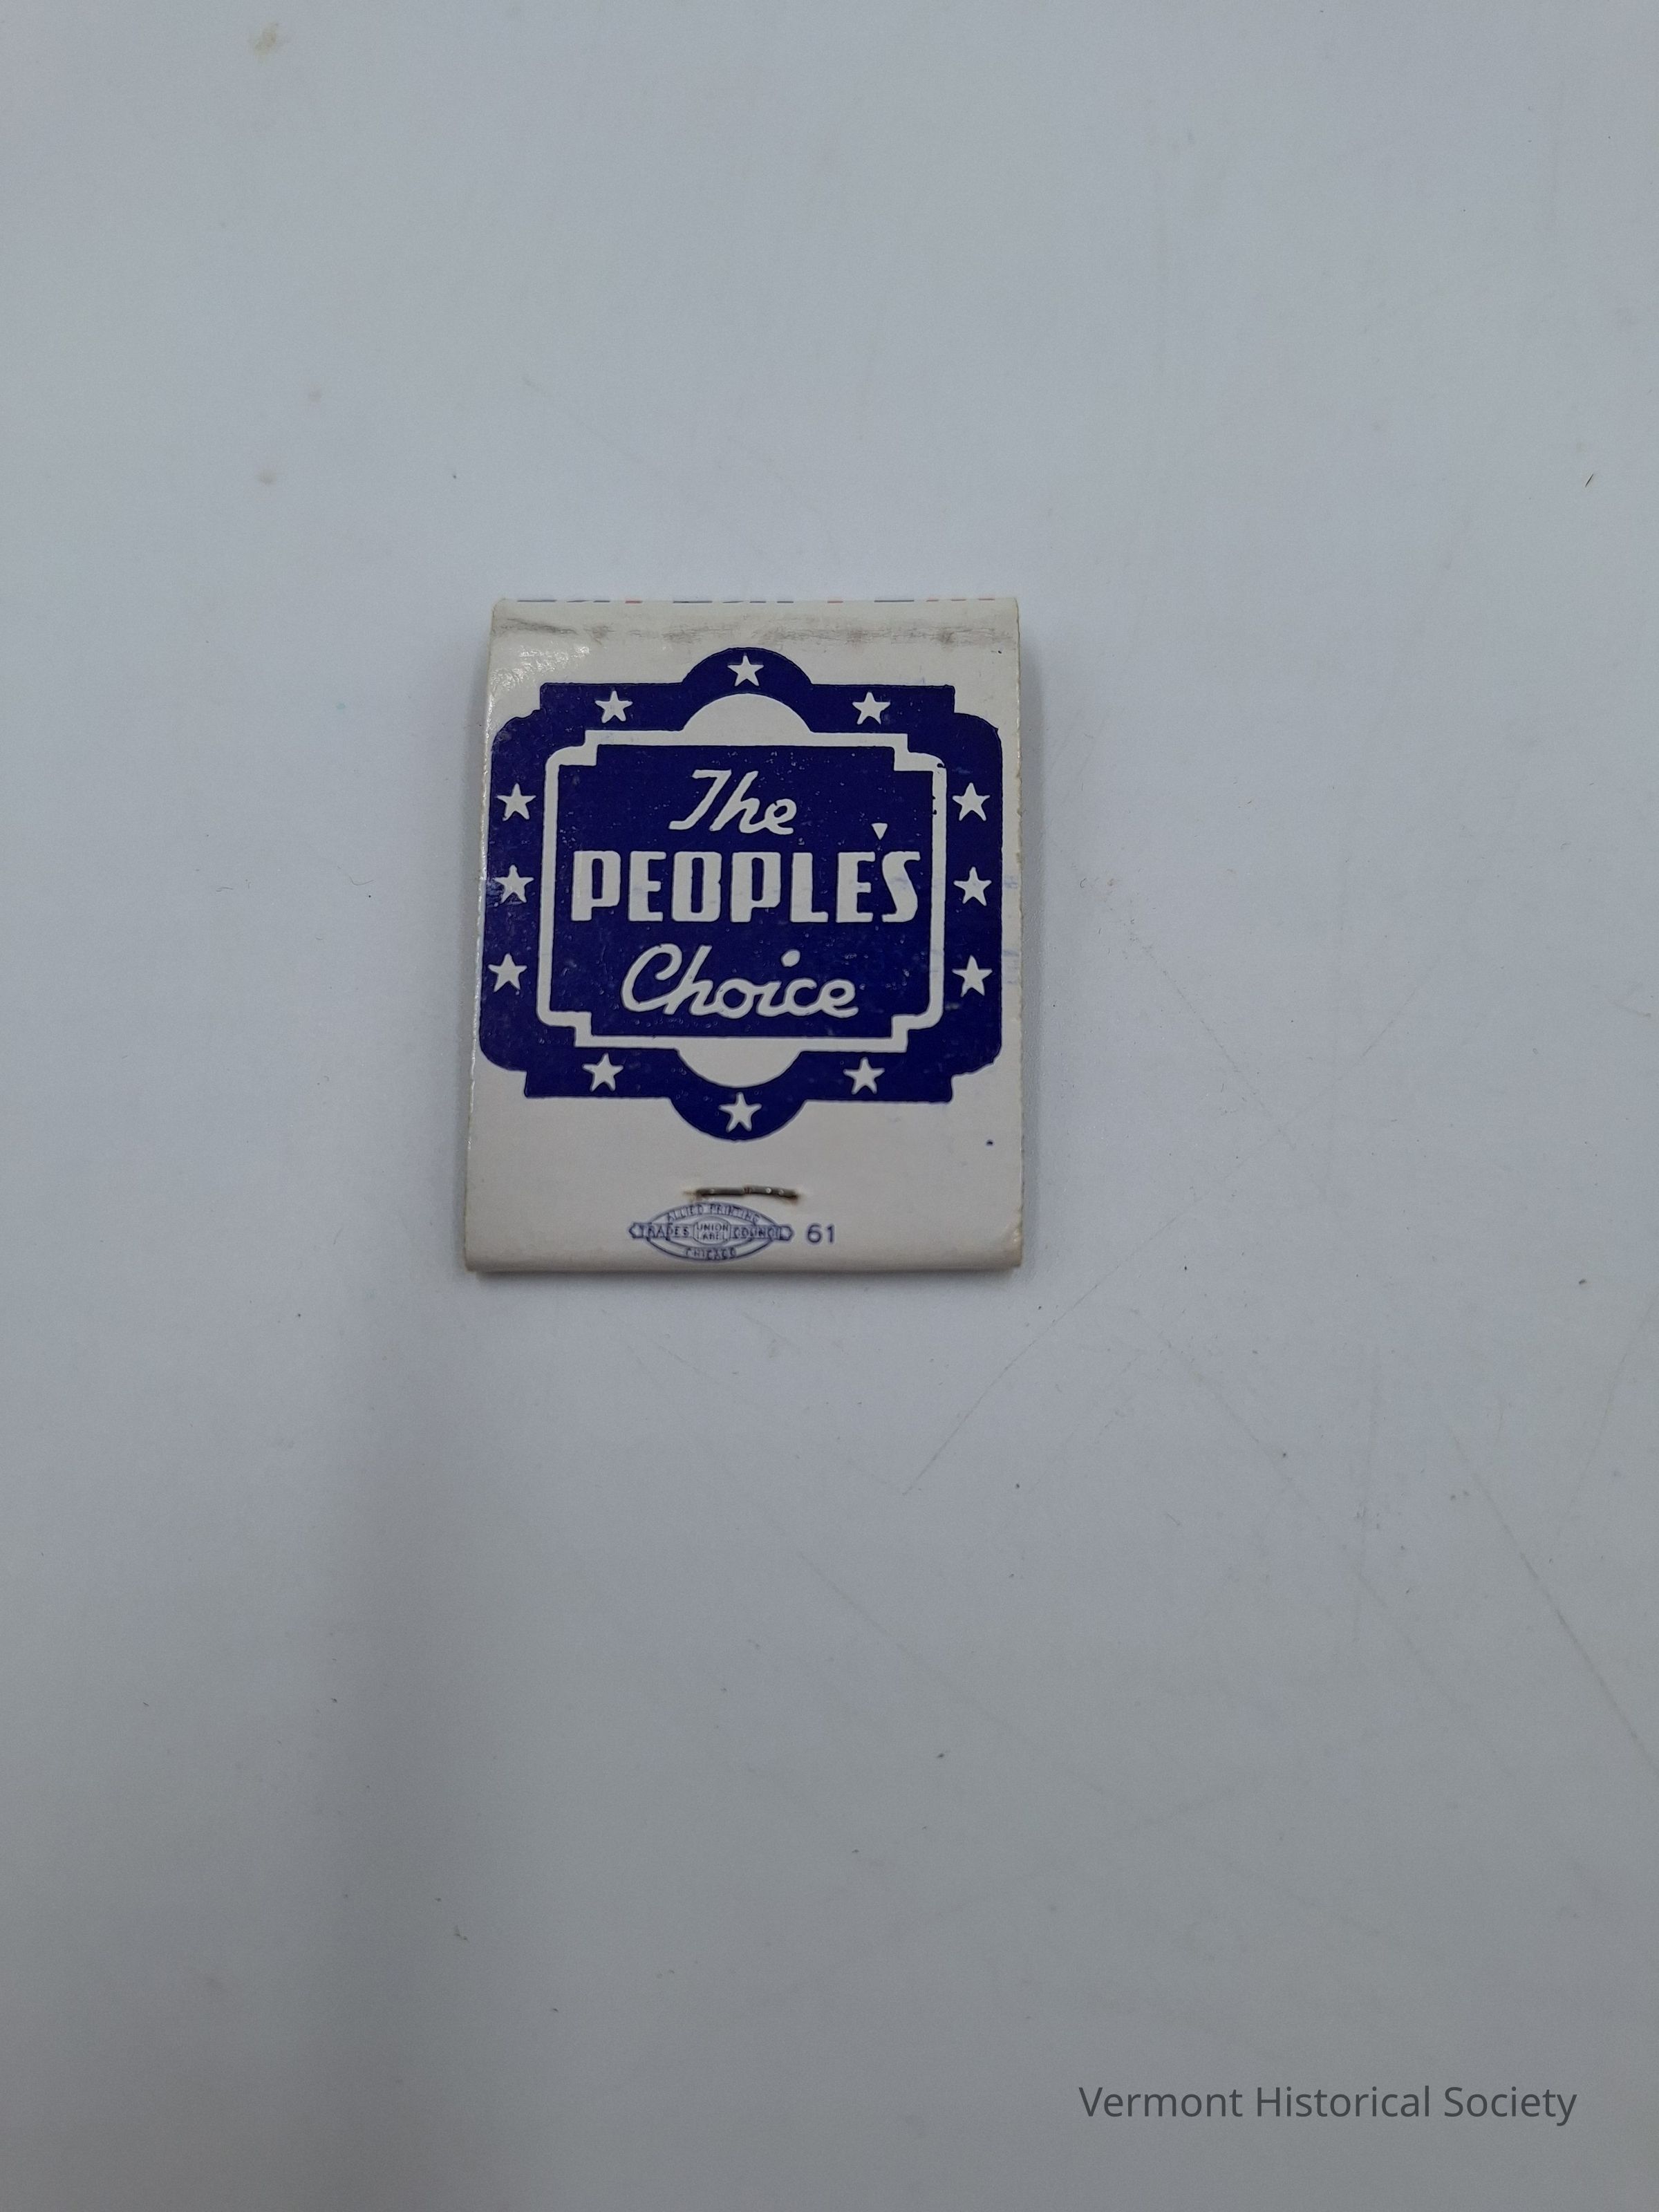 The
PEOPLE'S
Choice
ALLIED PRINTING
TRADES UNION LABEL COUNCIL
CHICAGO
61
Vermont Historical Society